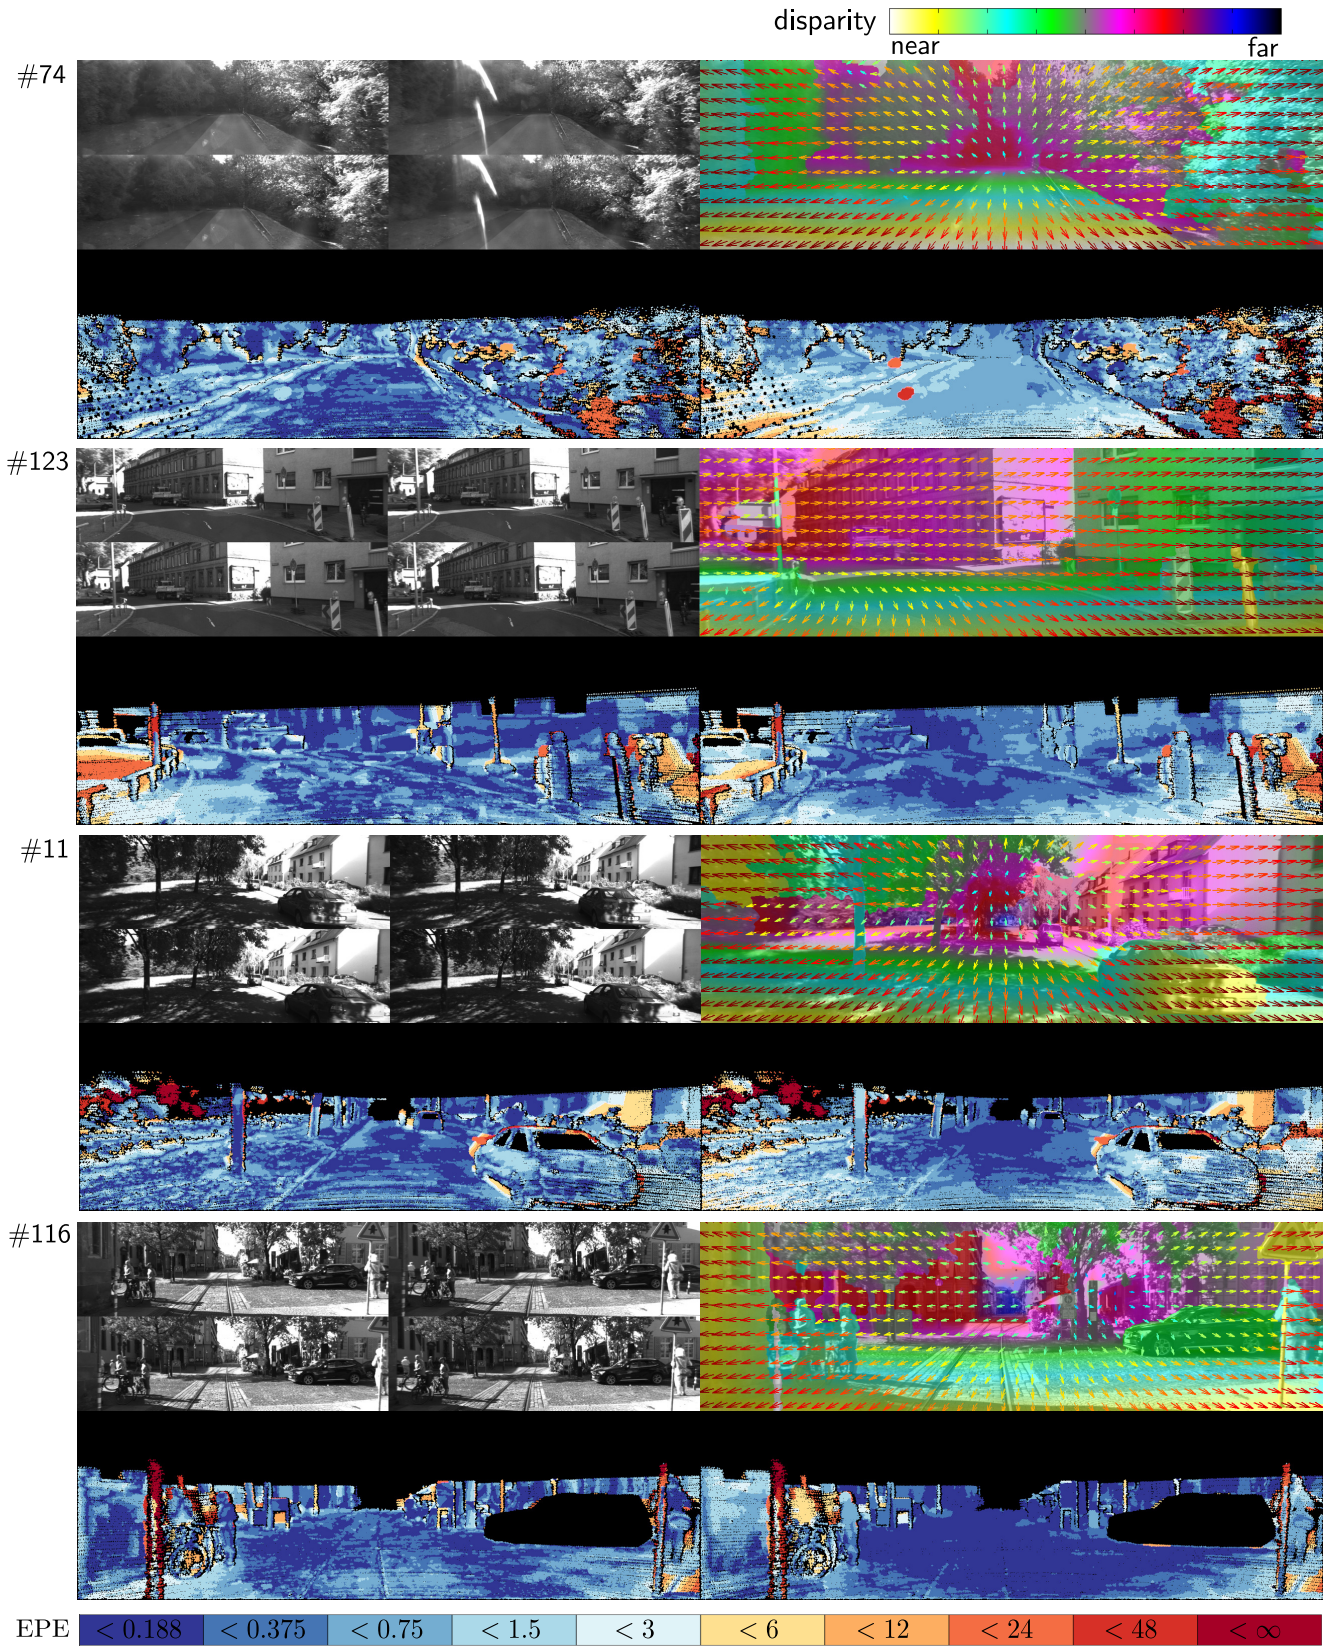 disparity
near far
#74
#123
#11
#116
EPE < 0.188 < 0.375 < 0.75 < 1.5 < 3 < 6 < 12 < 24 < 48 < ∞